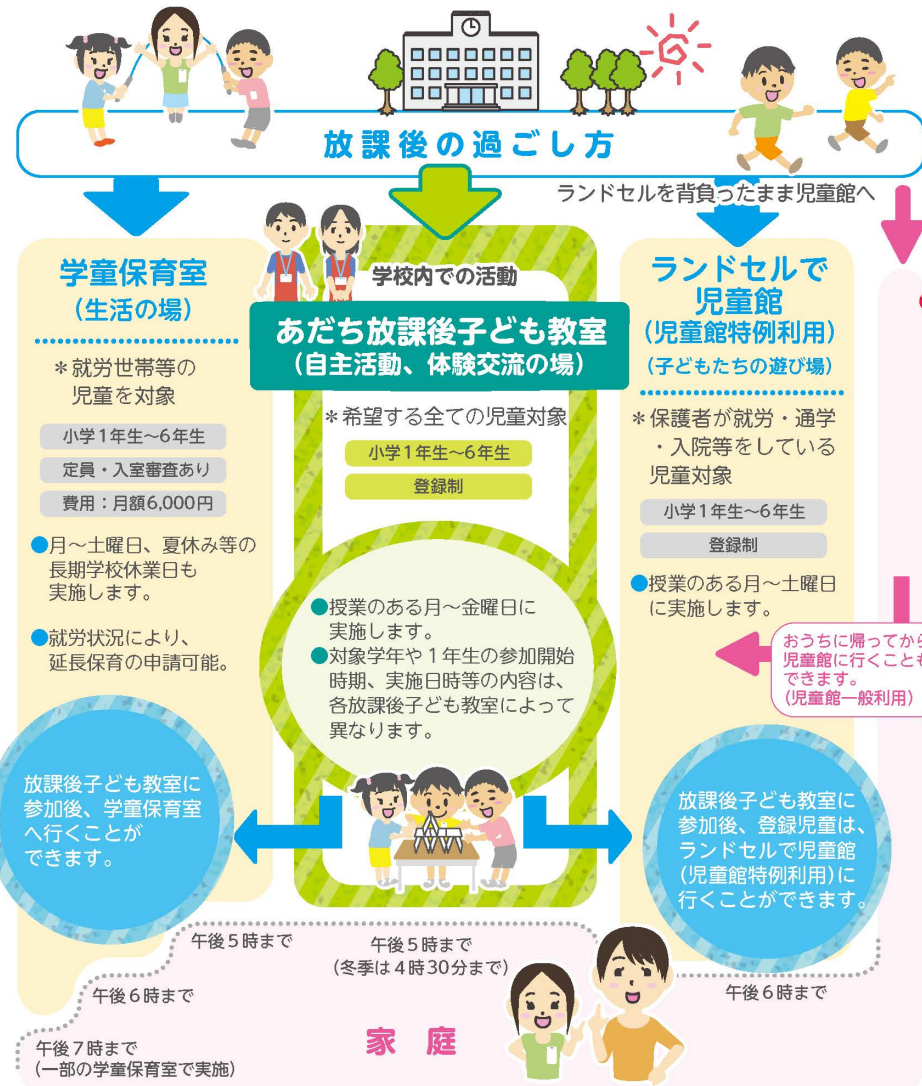 放課後の過ごし方
ランドセルを背負ったまま児童館へ
学童保育室
(生活の場)
＊就労世帯等の
児童を対象
小学1年生～6年生
定員・入室審査あり
費用：月額6,000円
●月～土曜日、夏休み等の
長期学校休業日も
実施します。
●就労状況により、
延長保育の申請可能。
放課後子ども教室に
参加後、学童保育室
へ行くことが
できます。
学校内での活動
あだち放課後子ども教室
(自主活動、体験交流の場)
＊希望する全ての児童対象
小学1年生～6年生
登録制
●授業のある月～金曜日に
実施します。
●対象学年や1年生の参加開始
時期、実施日時等の内容は、
各放課後子ども教室によって
異なります。
ランドセルで
児童館
(児童館特例利用)
(子どもたちの遊び場)
＊保護者が就労・通学
・入院等をしている
児童対象
小学1年生～6年生
登録制
●授業のある月～土曜日
に実施します。
おうちに帰ってから
児童館に行くことも
できます。
(児童館一般利用)
放課後子ども教室に
参加後、登録児童は、
ランドセルで児童館
(児童館特例利用)に
行くことができます。
午後5時まで
午後6時まで
午後7時まで
(一部の学童保育室で実施)
午後5時まで
(冬季は4時30分まで)
午後6時まで
家庭